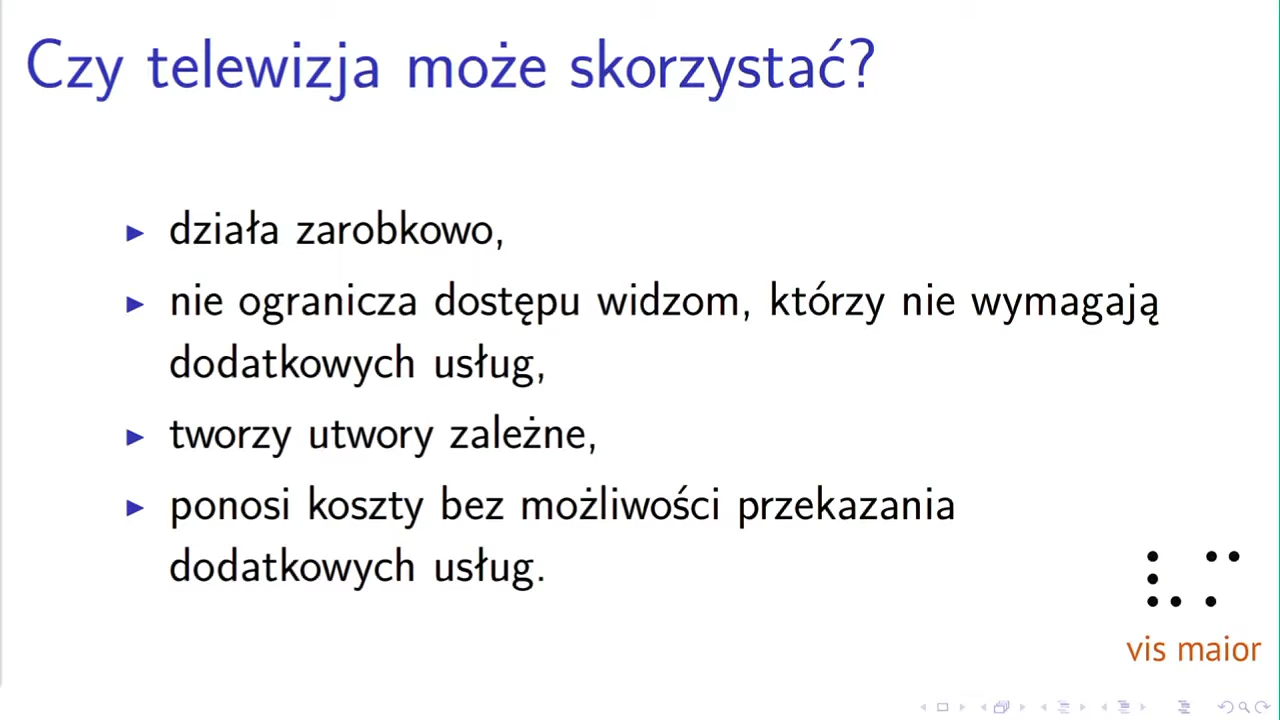 Czy telewizja może skorzystać?
działa zarobkowo,
nie ogranicza dostępu widzom, którzy nie wymagają
dodatkowych usług,
tworzy utwory zależne,
ponosi koszty bez możliwości przekazania
dodatkowych usług.
vis maior